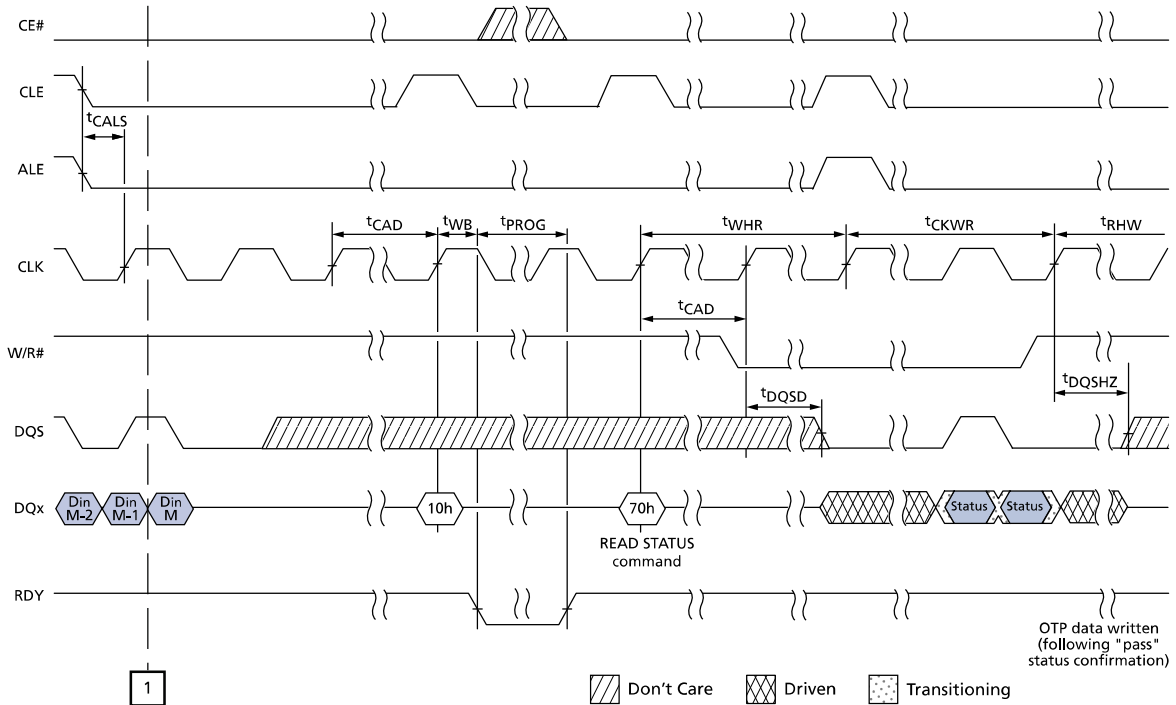 CE#
CLE
tCALS
ALE
tCAD
tWB
tPROG
tWHR
tCKWR
tRHW
CLK
tCAD
W/R#
tDQSD
tDQSHZ
DQS
DQx
Din
M-2
Din
M-1
Din
M
10h
70h
Status
Status
READ STATUS
command
RDY
OTP data written
(following "pass"
status confirmation)
1
Don't Care
Driven
Transitioning